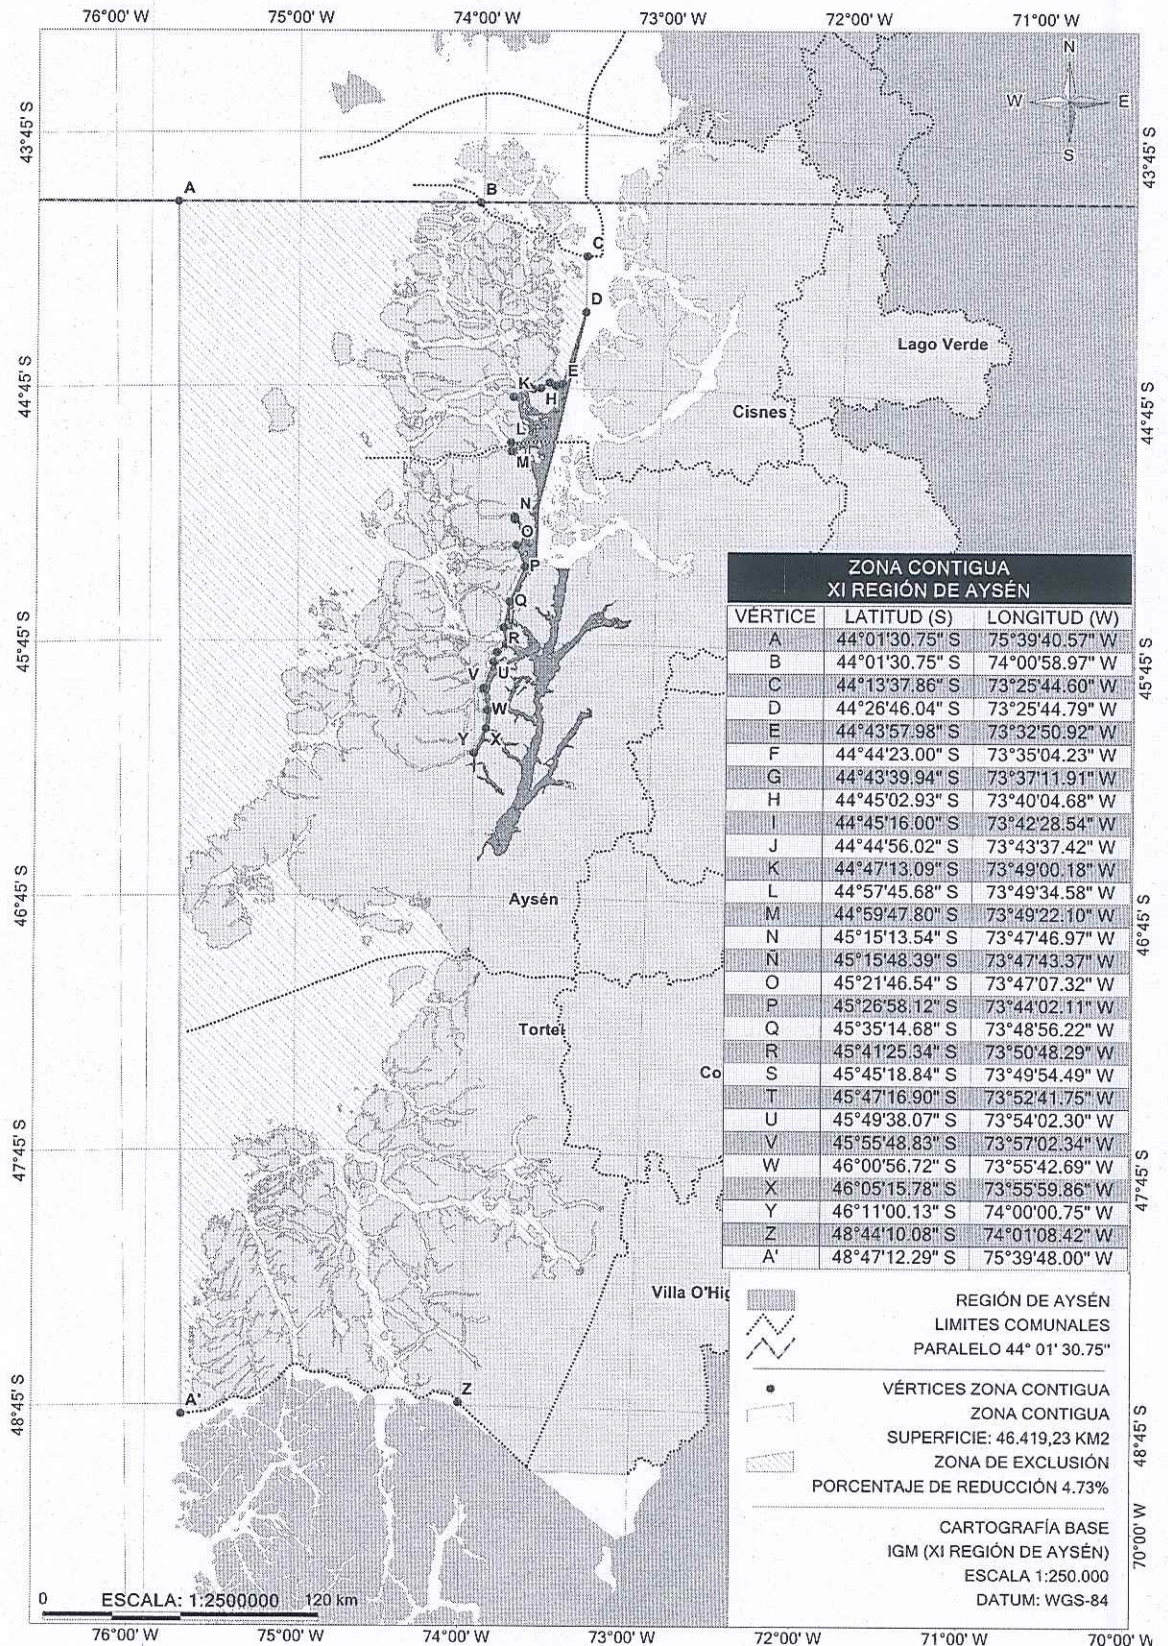 76°00' W 75°00' W 74°00' W 73°00' W 72°00' W 71°00' W
N
W E
S
43°45' S 43°45' S
A
B
C
D
E
Lago Verde
44°45' S 44°45' S
K
H
Cisnes
L
M
N
O
P
Q
R
45°45' S 45°45' S
V
U
W
Y X
ZONA CONTIGUA
XI REGIÓN DE AYSÉN
VÉRTICE LATITUD (S) LONGITUD (W)
A 44°01'30.75" S 75°39'40.57" W
B 44°01'30.75" S 74°00'58.97" W
C 44°13'37.86" S 73°25'44.60" W
D 44°26'46.04" S 73°25'44.79" W
E 44°43'57.98" S 73°32'50.92" W
F 44°44'23.00" S 73°35'04.23" W
G 44°43'39.94" S 73°37'11.91" W
H 44°45'02.93" S 73°40'04.68" W
I 44°45'16.00" S 73°42'28.54" W
J 44°44'56.02" S 73°43'37.42" W
K 44°47'13.09" S 73°49'00.18" W
L 44°57'45.68" S 73°49'34.58" W
M 44°59'47.80" S 73°49'22.10" W
N 45°15'13.54" S 73°47'46.97" W
Ñ 45°15'48.39" S 73°47'43.37" W
O 45°21'46.54" S 73°47'07.32" W
P 45°26'58.12" S 73°44'02.11" W
Q 45°35'14.68" S 73°48'56.22" W
R 45°41'25.34" S 73°50'48.29" W
S 45°45'18.84" S 73°49'54.49" W
T 45°47'16.90" S 73°52'41.75" W
U 45°49'38.07" S 73°54'02.30" W
V 45°55'48.83" S 73°57'02.34" W
W 46°00'56.72" S 73°55'42.69" W
X 46°05'15.78" S 73°55'59.86" W
Y 46°11'00.13" S 74°00'00.75" W
Z 48°44'10.08" S 74°01'08.42" W
A' 48°47'12.29" S 75°39'48.00" W
46°45' S 46°45' S
Aysén
Tortel
Co
47°45' S 47°45' S
Villa O'Hig
REGIÓN DE AYSÉN
LIMITES COMUNALES
PARALELO 44° 01' 30.75"
VÉRTICES ZONA CONTIGUA
ZONA CONTIGUA
SUPERFICIE: 46.419,23 KM2
ZONA DE EXCLUSIÓN
PORCENTAJE DE REDUCCIÓN 4.73%
CARTOGRAFÍA BASE
IGM (XI REGIÓN DE AYSÉN)
ESCALA 1:250.000
DATUM: WGS-84
48°45' S 48°45' S
A'
Z
70°00' W
0 ESCALA: 1:2500000 120 km
76°00' W 75°00' W 74°00' W 73°00' W 72°00' W 71°00' W 70°00' W